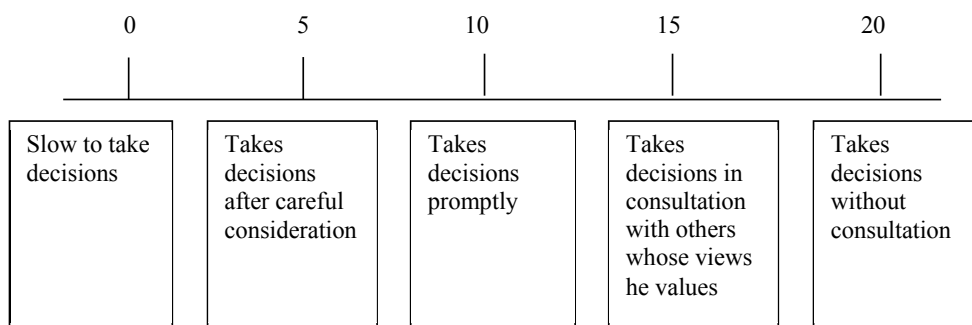 0 5 10 15 20
Slow to take
decisions
Takes
decisions
after careful
consideration
Takes
decisions
promptly
Takes
decisions in
consultation
with others
whose views
he values
Takes
decisions
without
consultation